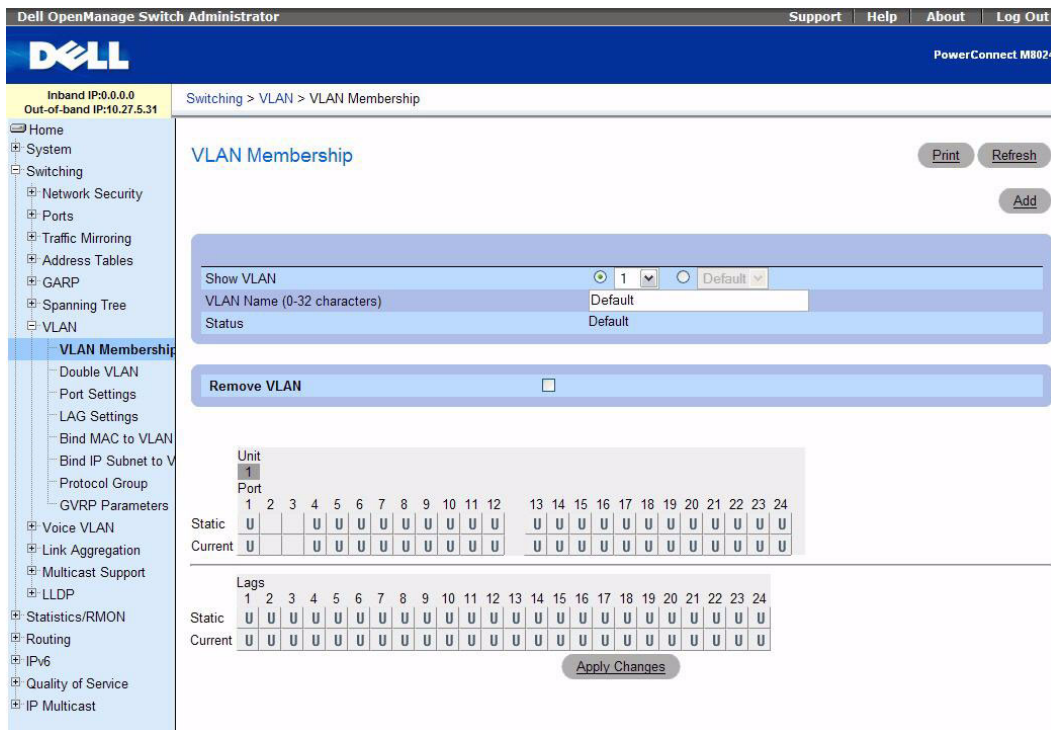 Dell OpenManage Switch Administrator Support Help About Log Out
DELL
PowerConnect M8024
Inband IP:0.0.0.0
Out-of-band IP:10.27.5.31
Switching > VLAN > VLAN Membership
Home
System
Switching
Network Security
Ports
Traffic Mirroring
Address Tables
GARP
Spanning Tree
VLAN
VLAN Membership
Double VLAN
Port Settings
LAG Settings
Bind MAC to VLAN
Bind IP Subnet to V
Protocol Group
GVRP Parameters
Voice VLAN
Link Aggregation
Multicast Support
LLDP
Statistics/RMON
Routing
IPv6
Quality of Service
IP Multicast
VLAN Membership
Print Refresh
Add
Show VLAN 1 Default
VLAN Name (0-32 characters) Default
Status Default
Remove VLAN
Unit
1
Port
1 2 3 4 5 6 7 8 9 10 11 12 13 14 15 16 17 18 19 20 21 22 23 24
Static U U U U U U U U U U U U U U U U U U U U U U
Current U U U U U U U U U U U U U U U U U U U U U U
Lags
1 2 3 4 5 6 7 8 9 10 11 12 13 14 15 16 17 18 19 20 21 22 23 24
Static U U U U U U U U U U U U U U U U U U U U U U U U
Current U U U U U U U U U U U U U U U U U U U U U U U U
Apply Changes